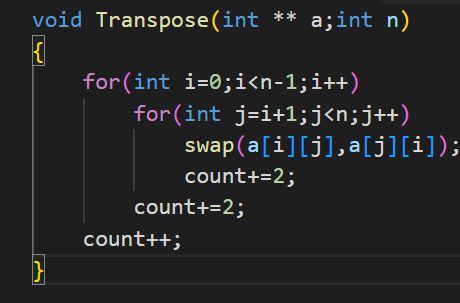 void Transpose(int ** a;int n)
{
    for(int i=0;i<n-1;i++)
        for(int j=i+1;j<n;j++)
            swap(a[i][j],a[j][i]);
            count+=2;
        count+=2;
    count++;
}